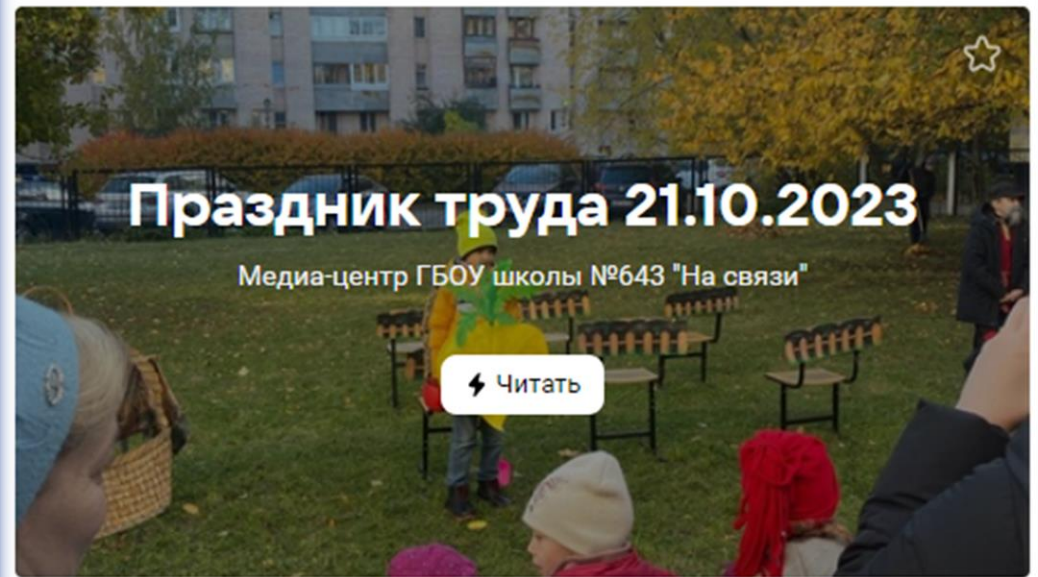 Праздник труда 21.10.2023
Медиа-центр ГБОУ школы №643 "На связи"
Читать